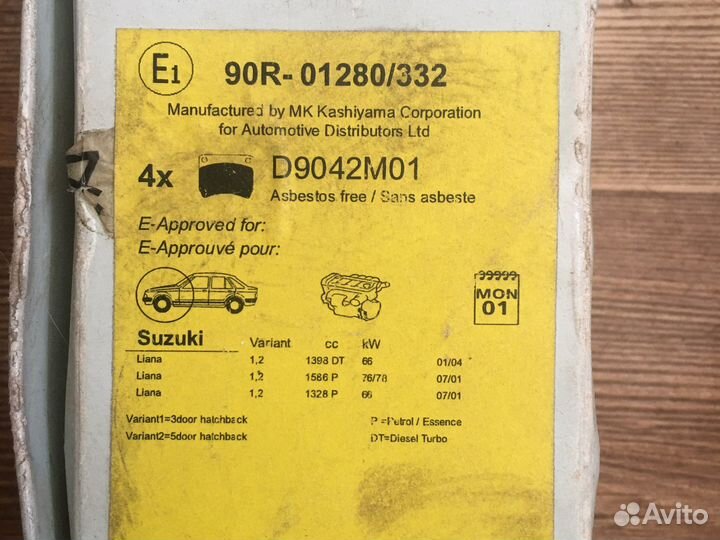 E1 90R-01280/332
Manufactured by MK Kashiyama Corporation
for Automotive Distributors Ltd
4x D9042M01
Asbestos free / Sans asbeste
E-Approved for:
E-Approuvé pour:
MON
01
Suzuki Variant cc kW
Liana 1,2 1398 DT 66 01/04
Liana 1,2 1586 P 76/78 07/01
Liana 1,2 1328 P 66 07/01
Variant1=3door hatchback P =Petrol / Essence
Variant2=5door hatchback DT=Diesel Turbo
Avito